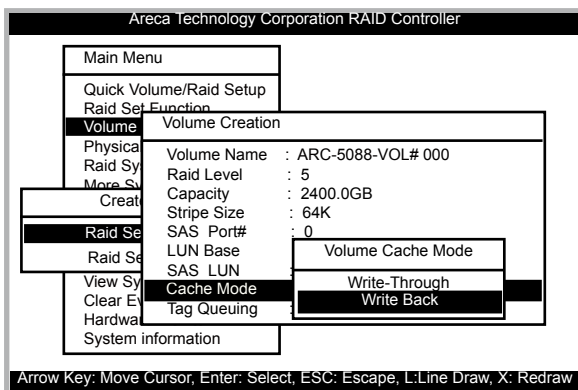 Areca Technology Corporation RAID Controller
Main Menu
Quick Volume/Raid Setup
Raid Set Function
Volume
Physica
Raid Sy
More Sy
Creat
Raid Se
Raid Se
View Sy
Clear Ev
Hardwa
System information
Volume Creation
Volume Name : ARC-5088-VOL# 000
Raid Level : 5
Capacity : 2400.0GB
Stripe Size : 64K
SAS Port# : 0
LUN Base
SAS LUN :
Cache Mode
Tag Queuing :
Volume Cache Mode
Write-Through
Write Back
Arrow Key: Move Cursor, Enter: Select, ESC: Escape, L:Line Draw, X: Redraw